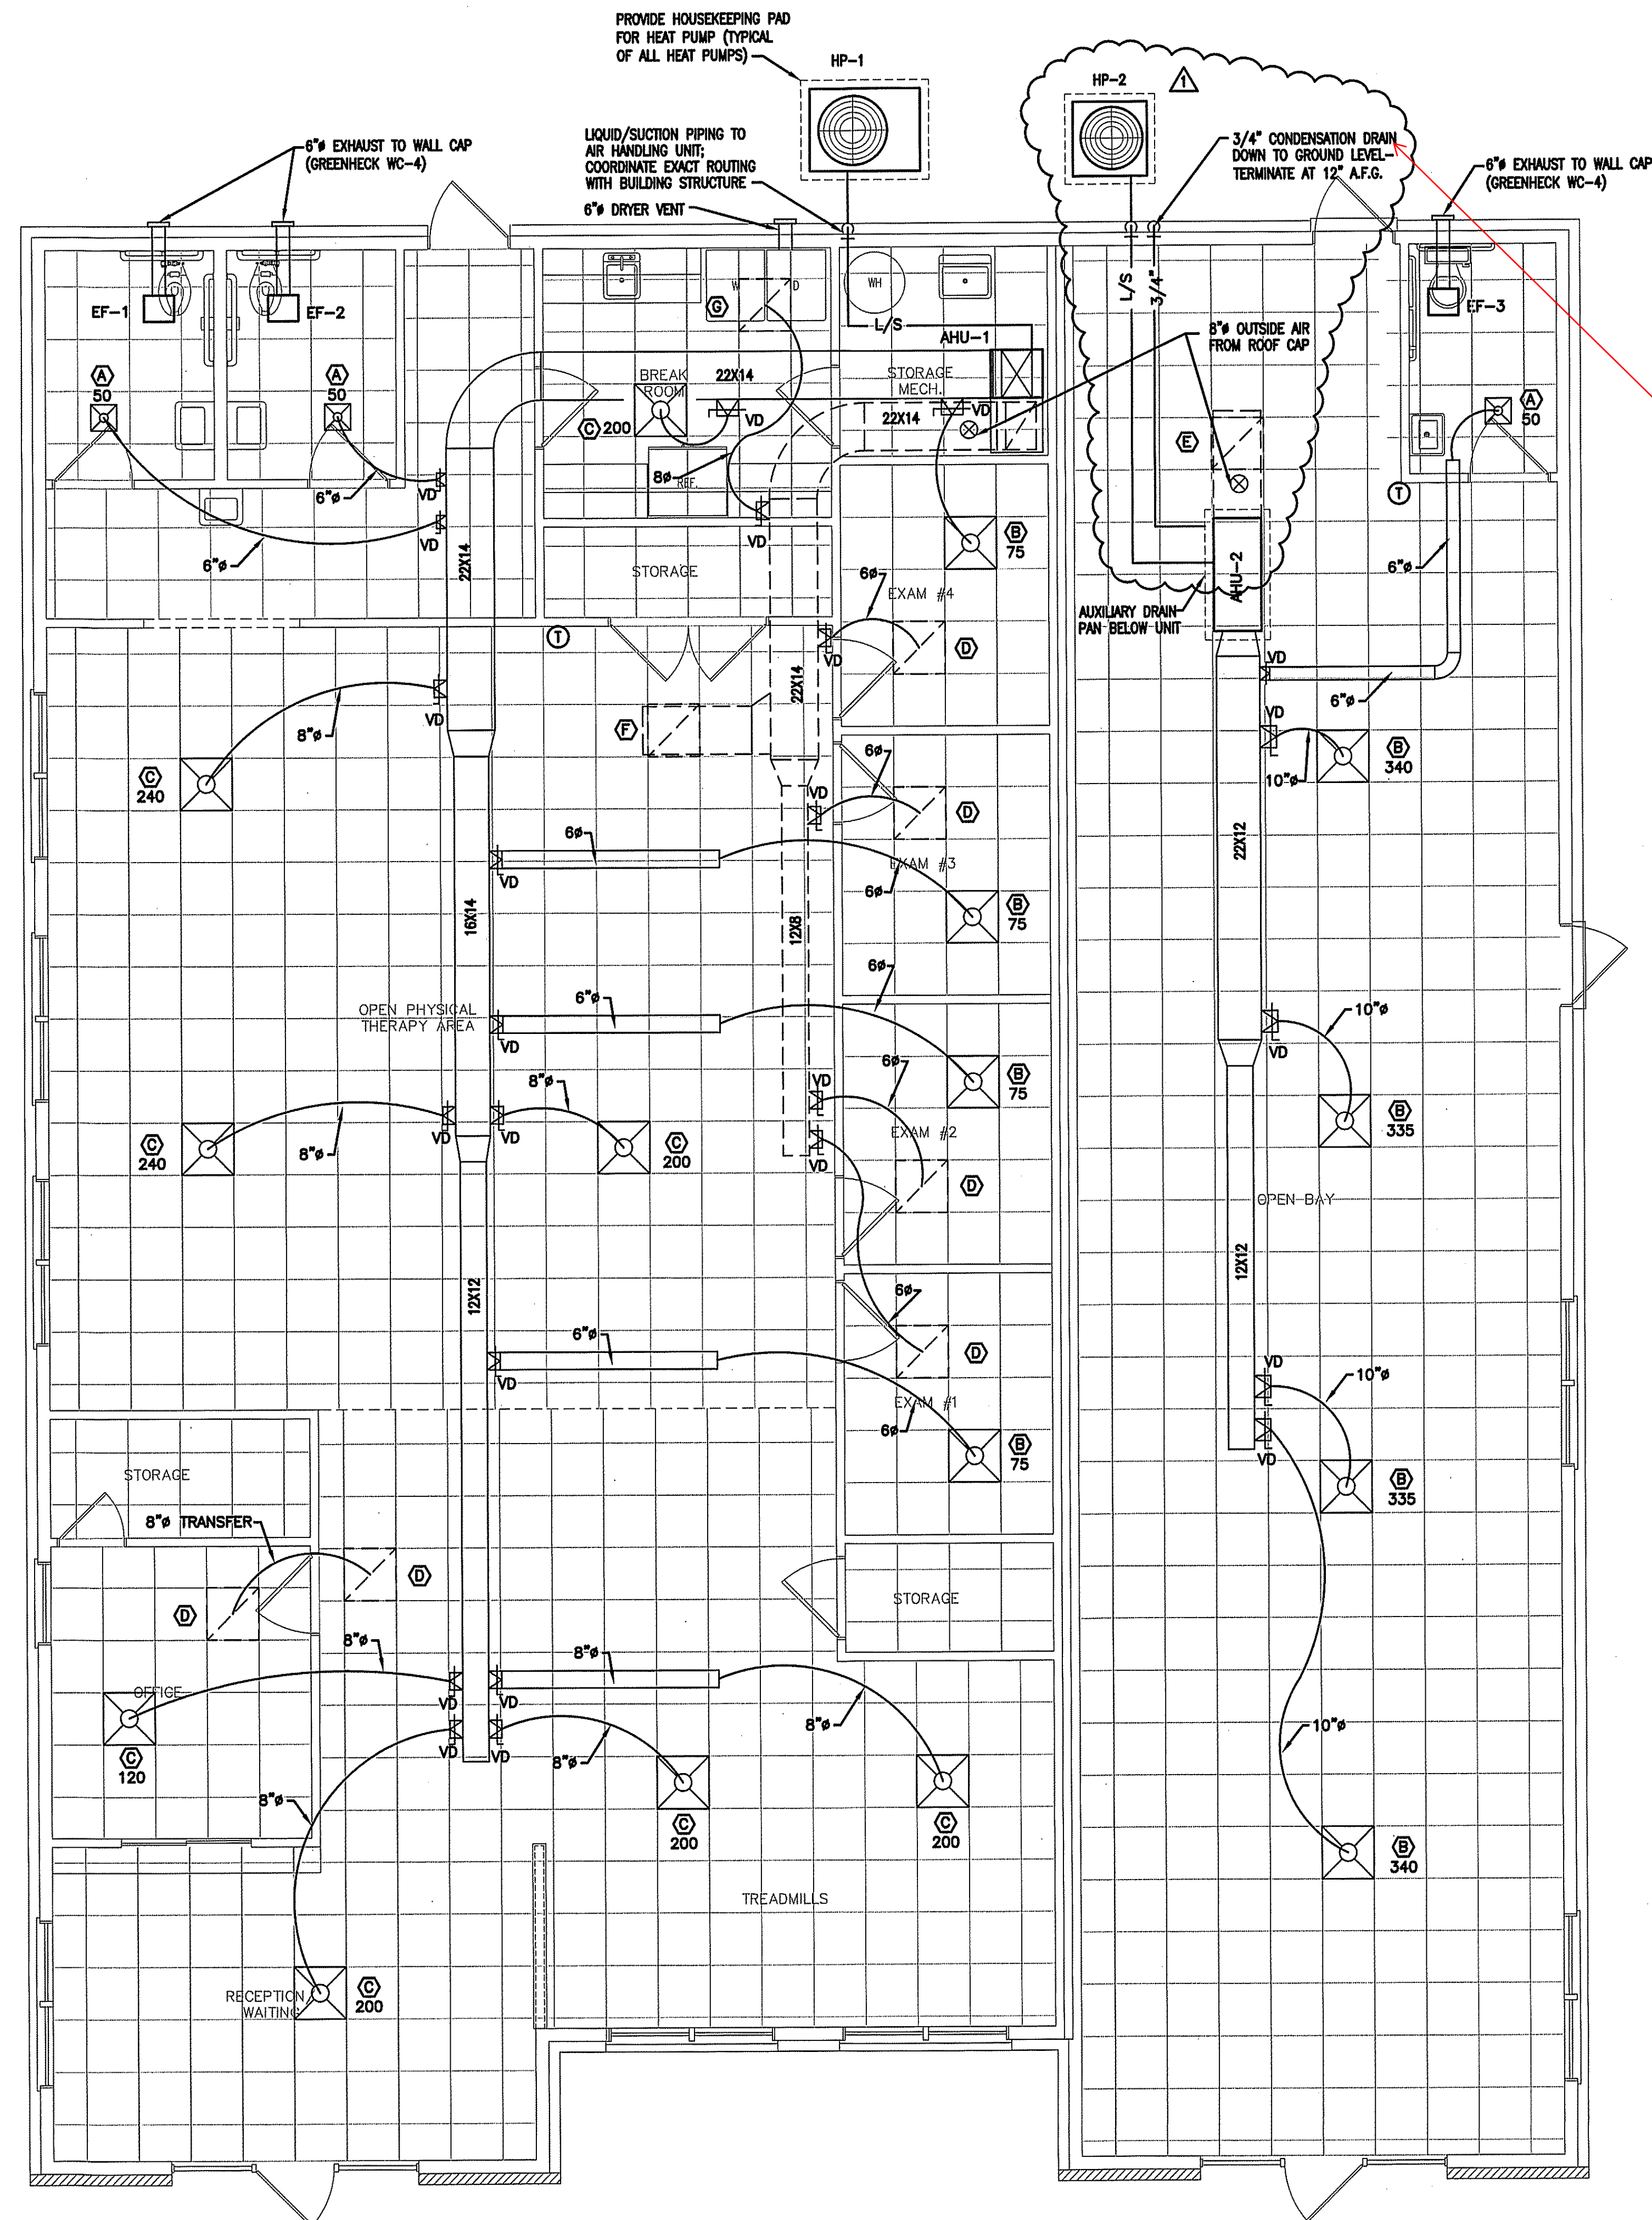 PROVIDE HOUSEKEEPING PAD
FOR HEAT PUMP (TYPICAL
OF ALL HEAT PUMPS)
HP-1
HP-2
1
6"ø EXHAUST TO WALL CAP
(GREENHECK WC-4)
LIQUID/SUCTION PIPING TO
AIR HANDLING UNIT;
COORDINATE EXACT ROUTING
WITH BUILDING STRUCTURE
6"ø DRYER VENT
3/4" CONDENSATION DRAIN
DOWN TO GROUND LEVEL-
TERMINATE AT 12" A.F.G.
6"ø EXHAUST TO WALL CAP
(GREENHECK WC-4)
EF-1
EF-2
G
W
D
WH
L/S
L/S
3/4"
EF-3
AHU-1
8"ø OUTSIDE AIR
FROM ROOF CAP
A
50
A
50
BREAK
ROOM
22X14
STORAGE
MECH.
C 200
VD
22X14
VD
E
A
50
8ø
REF.
6"ø
VD
VD
VD
T
6"ø
22X14
STORAGE
B
75
6ø
EXAM #4
AHU-2
6"ø
AUXILIARY DRAIN
PAN BELOW UNIT
T
VD
D
22X14
VD
6"ø
8"ø
VD
F
VD
6ø
B
340
10"ø
C
240
VD
D
6ø
VD
EXAM #3
6ø
22X12
16X14
12X8
B
75
6ø
OPEN PHYSICAL
THERAPY AREA
6"ø
VD
10"ø
VD
6ø
B
75
8"ø
VD
B
335
C
240
8"ø
VD
VD
C
200
EXAM #2
VD
D
OPEN BAY
12X12
12X12
6ø
6"ø
D
VD
VD
10"ø
EXAM #1
6ø
B
75
VD
STORAGE
B
335
8"ø TRANSFER
D
D
STORAGE
8"ø
8"ø
OFFICE
VD
VD
8"ø
10"ø
C
120
VD
VD
8"ø
8"ø
C
200
C
200
B
340
TREADMILLS
RECEPTION
WAITING
C
200